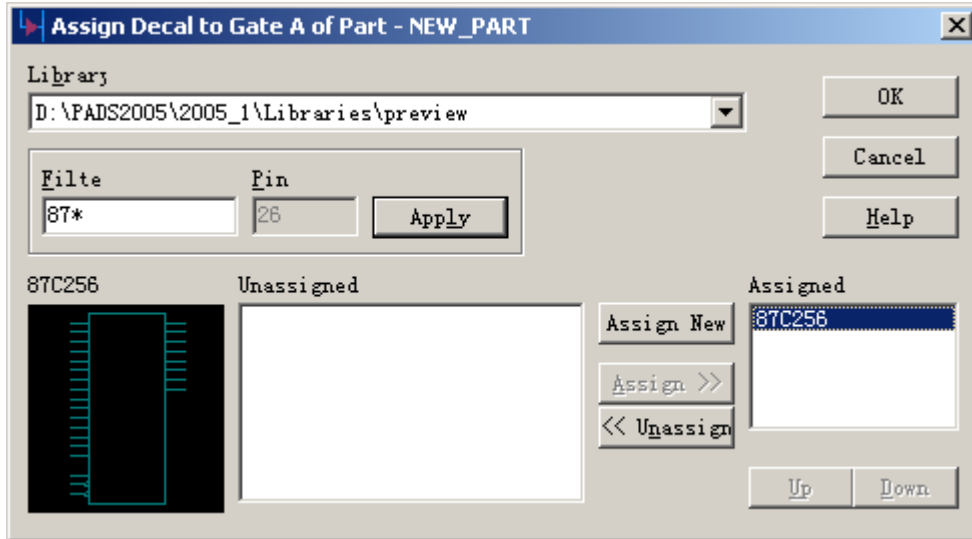 Assign Decal to Gate A of Part - NEW_PART
Library
D:\PADS2005\2005_1\Libraries\preview
OK
Cancel
Help
Filte
Pin
87*
26
Apply
87C256
Unassigned
Assigned
87C256
Assign New
Assign >>
<< Unassign
Up
Down